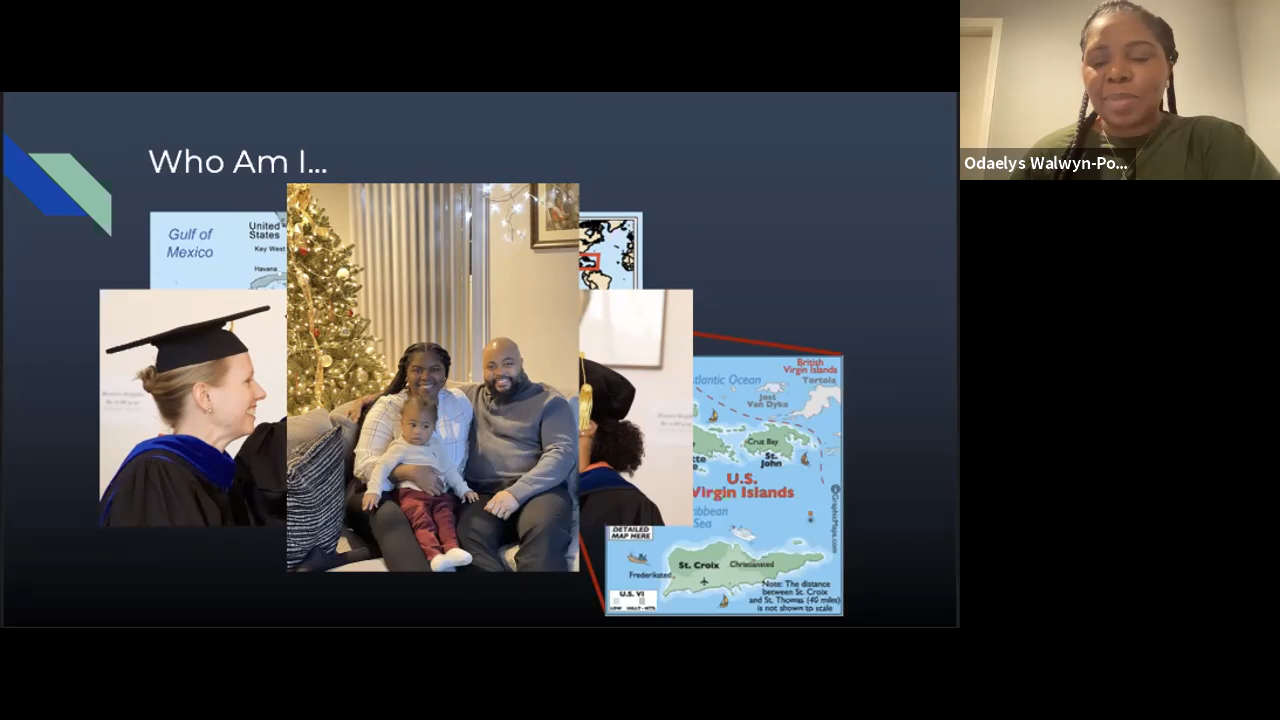 Odaelys Walwyn-Po...
Who Am I...
Gulf of
Mexico
United
States
Key West
Havana
British
Virgin Islands
Tortola
Atlantic Ocean
Jost
Van Dyke
Cruz Bay
St.
John
U.S.
Virgin Islands
Sea
DETAILED
MAP HERE
St. Croix
Christiansted
Frederiksted
U.S. VI
Note: The distance
between St. Croix
and St. Thomas (40 miles)
is not shown to scale
©GraphicMaps.com